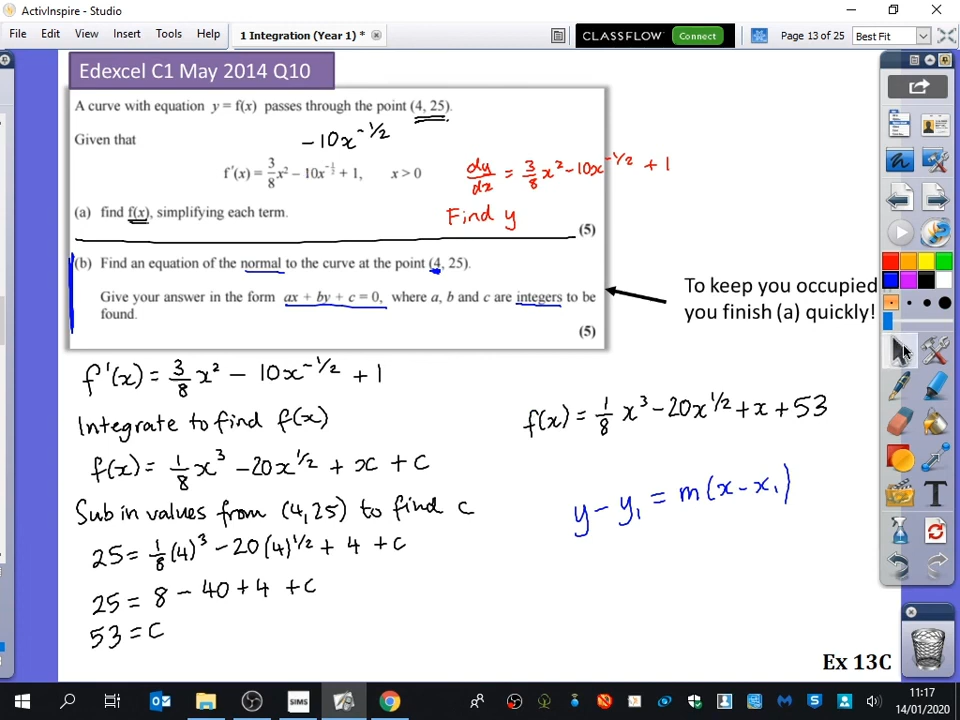 ActivInspire - Studio
File Edit View Insert Tools Help
1 Integration (Year 1) *
CLASSFLOW Connect
Page 13 of 25
Best Fit
Edexcel C1 May 2014 Q10
A curve with equation y = f(x) passes through the point (4, 25).
Given that
−10x^−1/2
f′(x) = 3/8 x² − 10x^−1/2 + 1, x > 0
dy/dx = 3/8 x² − 10x^−1/2 + 1
(a) find f(x), simplifying each term.
Find y
(5)
(b) Find an equation of the normal to the curve at the point (4, 25).
Give your answer in the form ax + by + c = 0, where a, b and c are integers to be
found.
(5)
To keep you occupied
you finish (a) quickly!
f′(x) = 3/8 x² − 10x^−1/2 + 1
Integrate to find f(x)
f(x) = 1/8 x³ − 20x^1/2 + x + c
Sub in values from (4,25) to find c
25 = 1/8 (4)³ − 20(4)^1/2 + 4 + c
25 = 8 − 40 + 4 + c
53 = c
f(x) = 1/8 x³ − 20x^1/2 + x + 53
y − y₁ = m(x − x₁)
Ex 13C
T
SIMS
11:17
14/01/2020